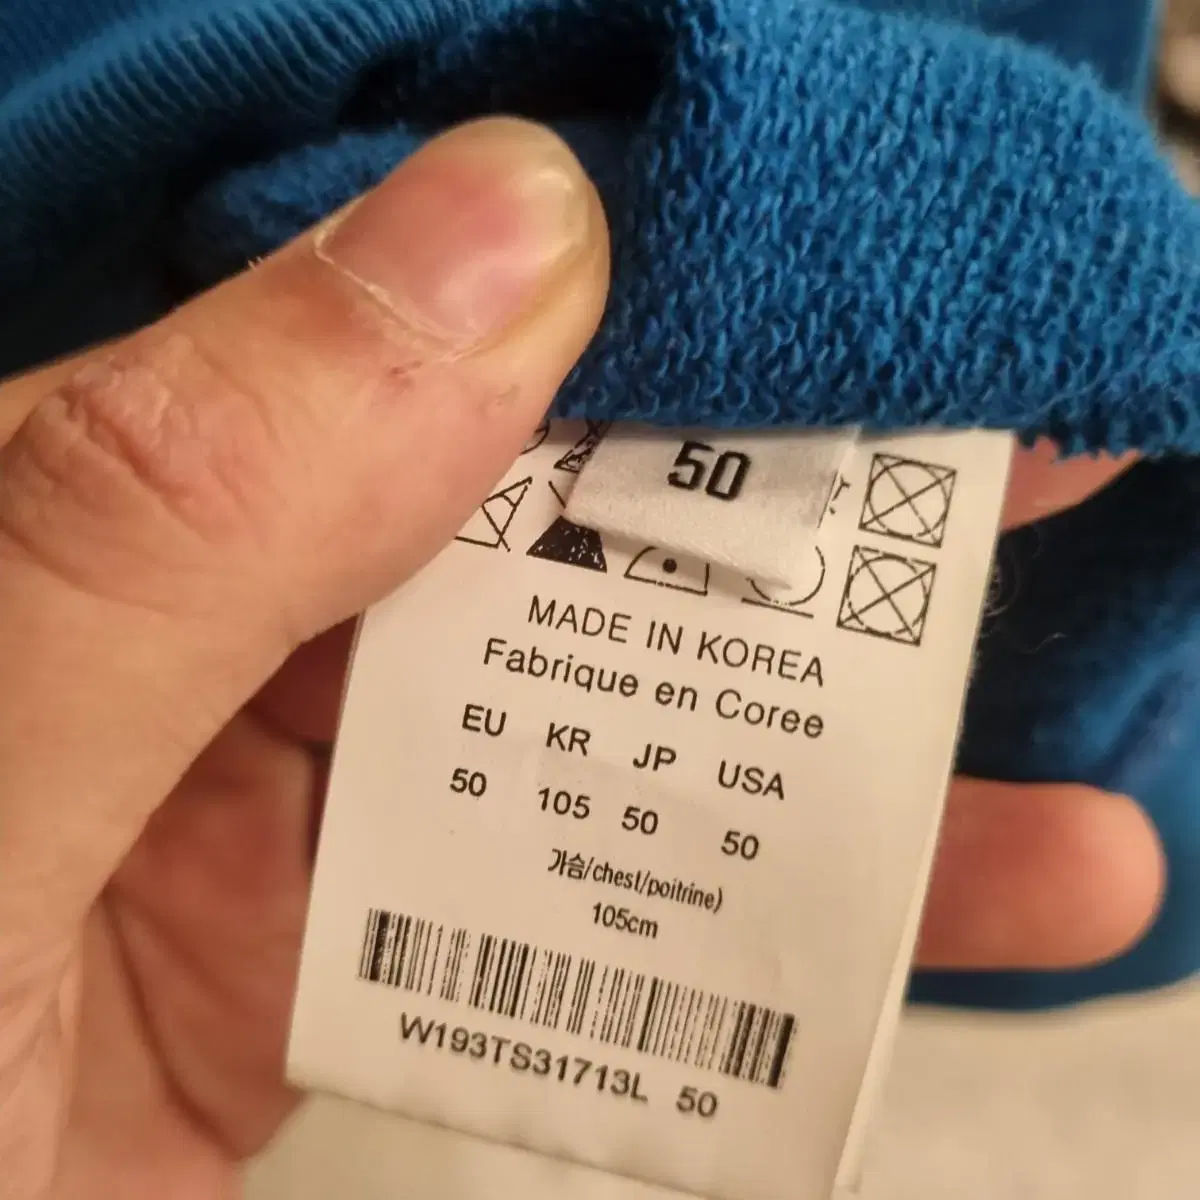 50
MADE IN KOREA
Fabrique en Coree
EU KR JP USA
50 105 50 50
가슴/chest/poitrine)
105cm
W193TS31713L 50